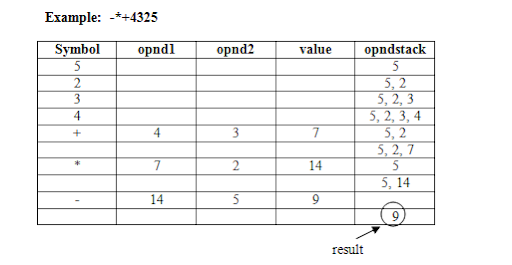 Example: -*+4325
Symbol opnd1 opnd2 value opndstack
5 5
2 5, 2
3 5, 2, 3
4 5, 2, 3, 4
+ 4 3 7 5, 2
5, 2, 7
* 7 2 14 5
5, 14
- 14 5 9
9
result